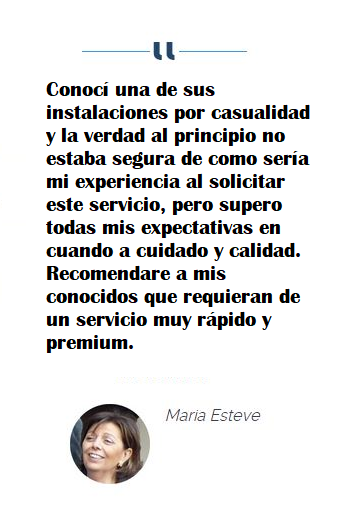 Conocí una de sus
instalaciones por casualidad
y la verdad al principio no
estaba segura de como sería
mi experiencia al solicitar
este servicio, pero supero
todas mis expectativas en
cuando a cuidado y calidad.
Recomendare a mis
conocidos que requieran de
un servicio muy rápido y
premium.
Maria Esteve